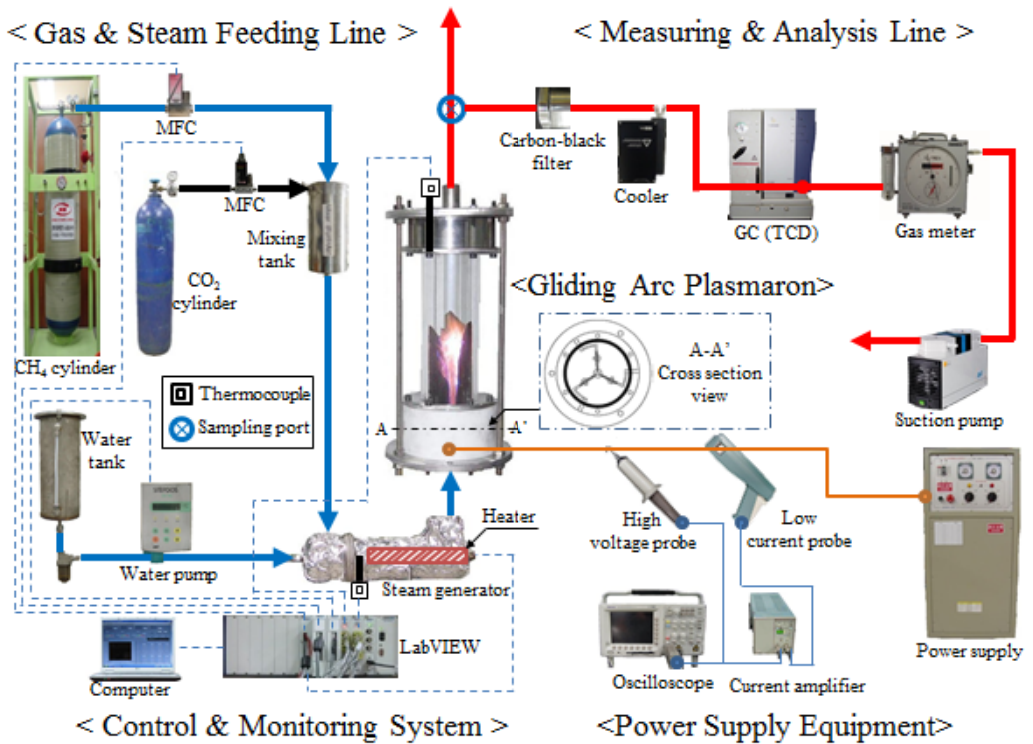 < Gas & Steam Feeding Line >
< Measuring & Analysis Line >
MFC
MFC
Mixing
tank
CO₂
cylinder
CH₄ cylinder
Carbon-black
filter
Cooler
GC (TCD)
Gas meter
Suction pump
<Gliding Arc Plasmaron>
A-A'
Cross section
view
A
A'
Thermocouple
Sampling port
Water
tank
Water pump
Heater
Steam generator
LabVIEW
Computer
High
voltage probe
Low
current probe
Oscilloscope
Current amplifier
Power supply
< Control & Monitoring System >
<Power Supply Equipment>